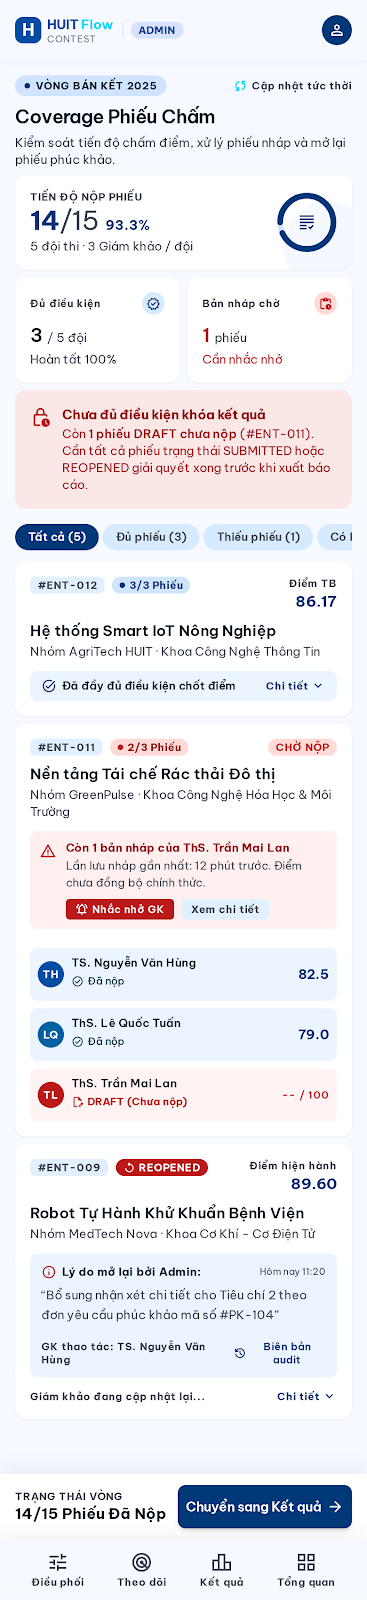 H HUIT Flow ADMIN
CONTEST
VÒNG BÁN KẾT 2025 Cập nhật tức thời
Coverage Phiếu Chấm
Kiểm soát tiến độ chấm điểm, xử lý phiếu nháp và mở lại
phiếu phúc khảo.
TIẾN ĐỘ NỘP PHIẾU
14/15 93.3%
5 đội thi · 3 Giám khảo / đội
Đủ điều kiện
3 / 5 đội
Hoàn tất 100%
Bản nháp chờ
1 phiếu
Cần nhắc nhở
Chưa đủ điều kiện khóa kết quả
Còn 1 phiếu DRAFT chưa nộp (#ENT-011).
Cần tất cả phiếu trạng thái SUBMITTED hoặc
REOPENED giải quyết xong trước khi xuất báo
cáo.
Tất cả (5) Đủ phiếu (3) Thiếu phiếu (1) Có
#ENT-012 3/3 Phiếu Điểm TB
86.17
Hệ thống Smart IoT Nông Nghiệp
Nhóm AgriTech HUIT · Khoa Công Nghệ Thông Tin
Đã đầy đủ điều kiện chốt điểm Chi tiết
#ENT-011 2/3 Phiếu CHỜ NỘP
Nền tảng Tái chế Rác thải Đô thị
Nhóm GreenPulse · Khoa Công Nghệ Hóa Học & Môi
Trường
Còn 1 bản nháp của ThS. Trần Mai Lan
Lần lưu nháp gần nhất: 12 phút trước. Điểm
chưa đồng bộ chính thức.
Nhắc nhở GK Xem chi tiết
TH TS. Nguyễn Văn Hùng 82.5
Đã nộp
LQ ThS. Lê Quốc Tuấn 79.0
Đã nộp
TL ThS. Trần Mai Lan -- / 100
DRAFT (Chưa nộp)
#ENT-009 REOPENED Điểm hiện hành
89.60
Robot Tự Hành Khử Khuẩn Bệnh Viện
Nhóm MedTech Nova · Khoa Cơ Khí - Cơ Điện Tử
Lý do mở lại bởi Admin: Hôm nay 11:20
“Bổ sung nhận xét chi tiết cho Tiêu chí 2 theo
đơn yêu cầu phúc khảo mã số #PK-104”
GK thao tác: TS. Nguyễn Văn
Hùng
Biên bản
audit
Giám khảo đang cập nhật lại... Chi tiết
TRẠNG THÁI VÒNG
14/15 Phiếu Đã Nộp
Chuyển sang Kết quả
Điều phối Theo dõi Kết quả Tổng quan